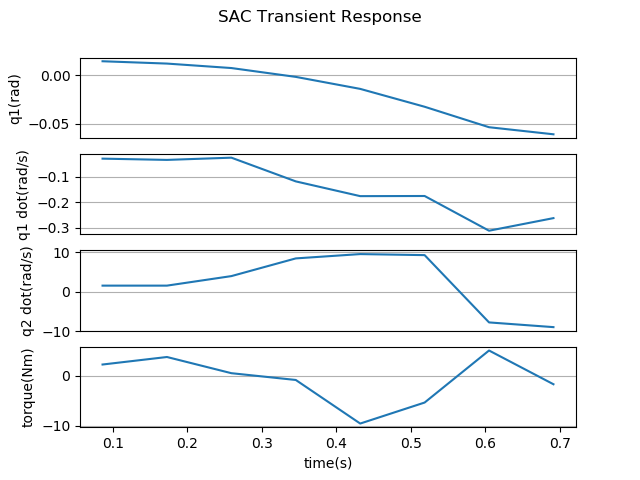 SAC Transient Response
q1(rad)
0.00
−0.05
q1 dot(rad/s)
−0.1
−0.2
−0.3
q2 dot(rad/s)
10
0
−10
torque(Nm)
0
−10
0.1 0.2 0.3 0.4 0.5 0.6 0.7
time(s)